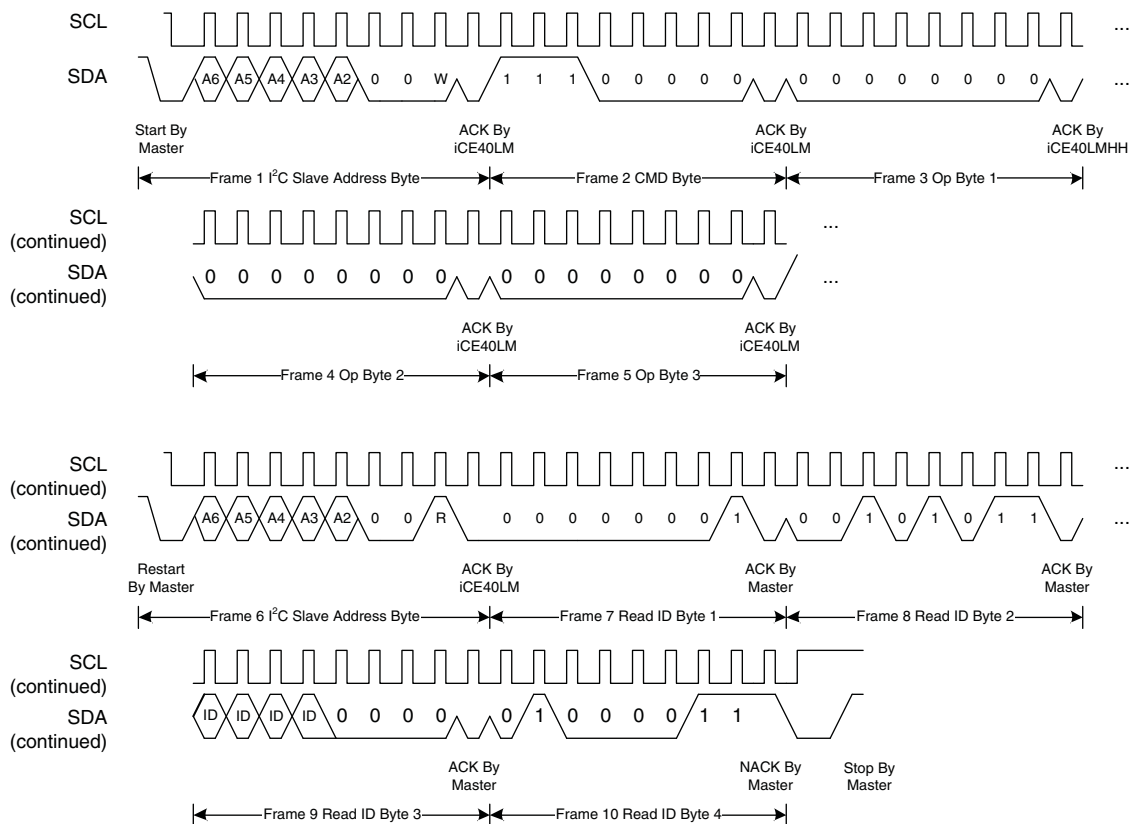 SCL ...
SDA A6 A5 A4 A3 A2 0 0 W 1 1 1 0 0 0 0 0 0 0 0 0 0 0 0 0 ...
Start By Master
ACK By iCE40LM
ACK By iCE40LM
ACK By iCE40LMHH
Frame 1 I²C Slave Address Byte
Frame 2 CMD Byte
Frame 3 Op Byte 1
SCL (continued) ...
SDA (continued) 0 0 0 0 0 0 0 0 0 0 0 0 0 0 0 0 ...
ACK By iCE40LM
ACK By iCE40LM
Frame 4 Op Byte 2
Frame 5 Op Byte 3
SCL (continued) ...
SDA (continued) A6 A5 A4 A3 A2 0 0 R 0 0 0 0 0 0 0 1 0 0 1 0 1 0 1 1 ...
Restart By Master
ACK By iCE40LM
ACK By Master
ACK By Master
Frame 6 I²C Slave Address Byte
Frame 7 Read ID Byte 1
Frame 8 Read ID Byte 2
SCL (continued)
SDA (continued) ID ID ID ID 0 0 0 0 0 1 0 0 0 0 1 1
ACK By Master
NACK By Master
Stop By Master
Frame 9 Read ID Byte 3
Frame 10 Read ID Byte 4